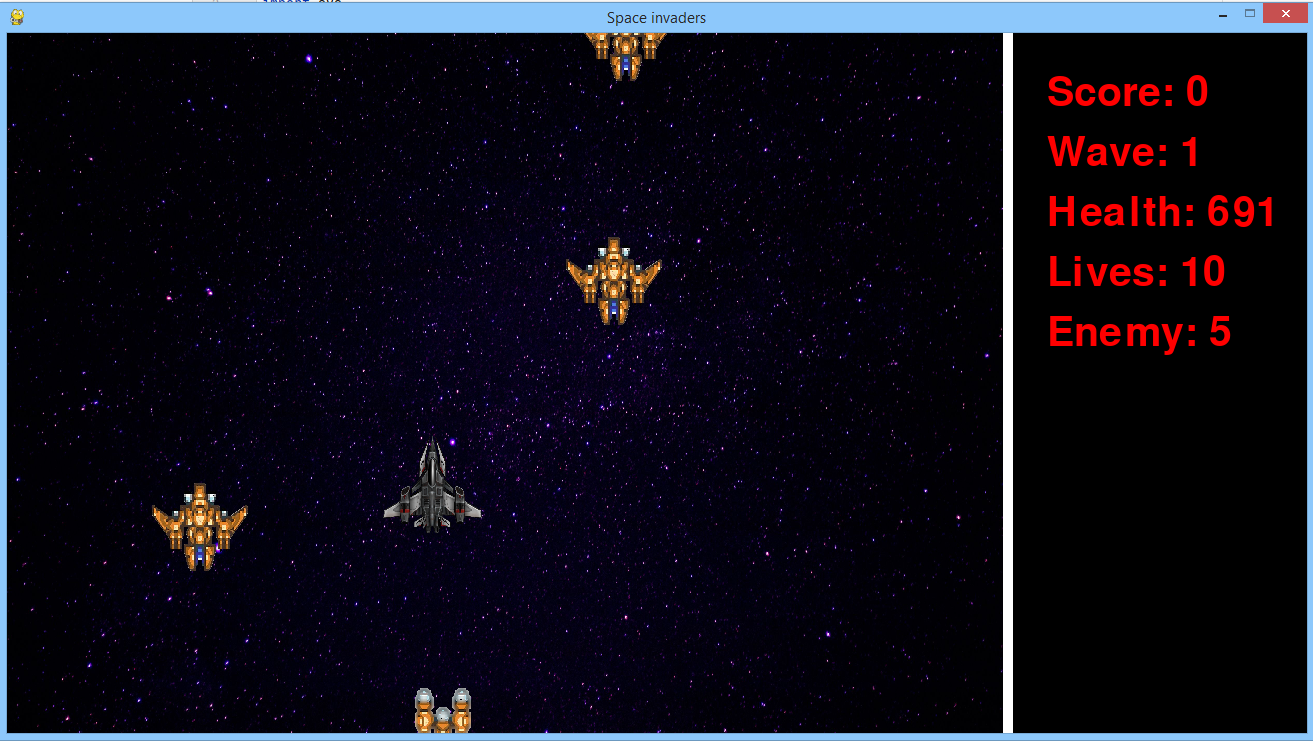 Space invaders
Score: 0
Wave: 1
Health: 691
Lives: 10
Enemy: 5